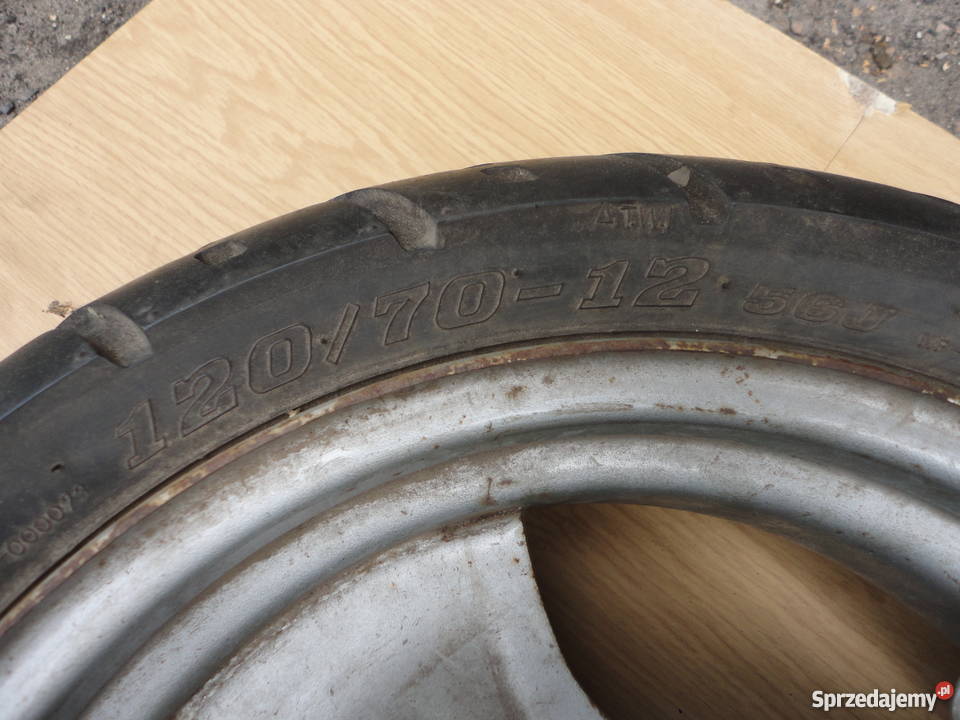 ATW
120/70-12 56J
Sprzedajemy.pl